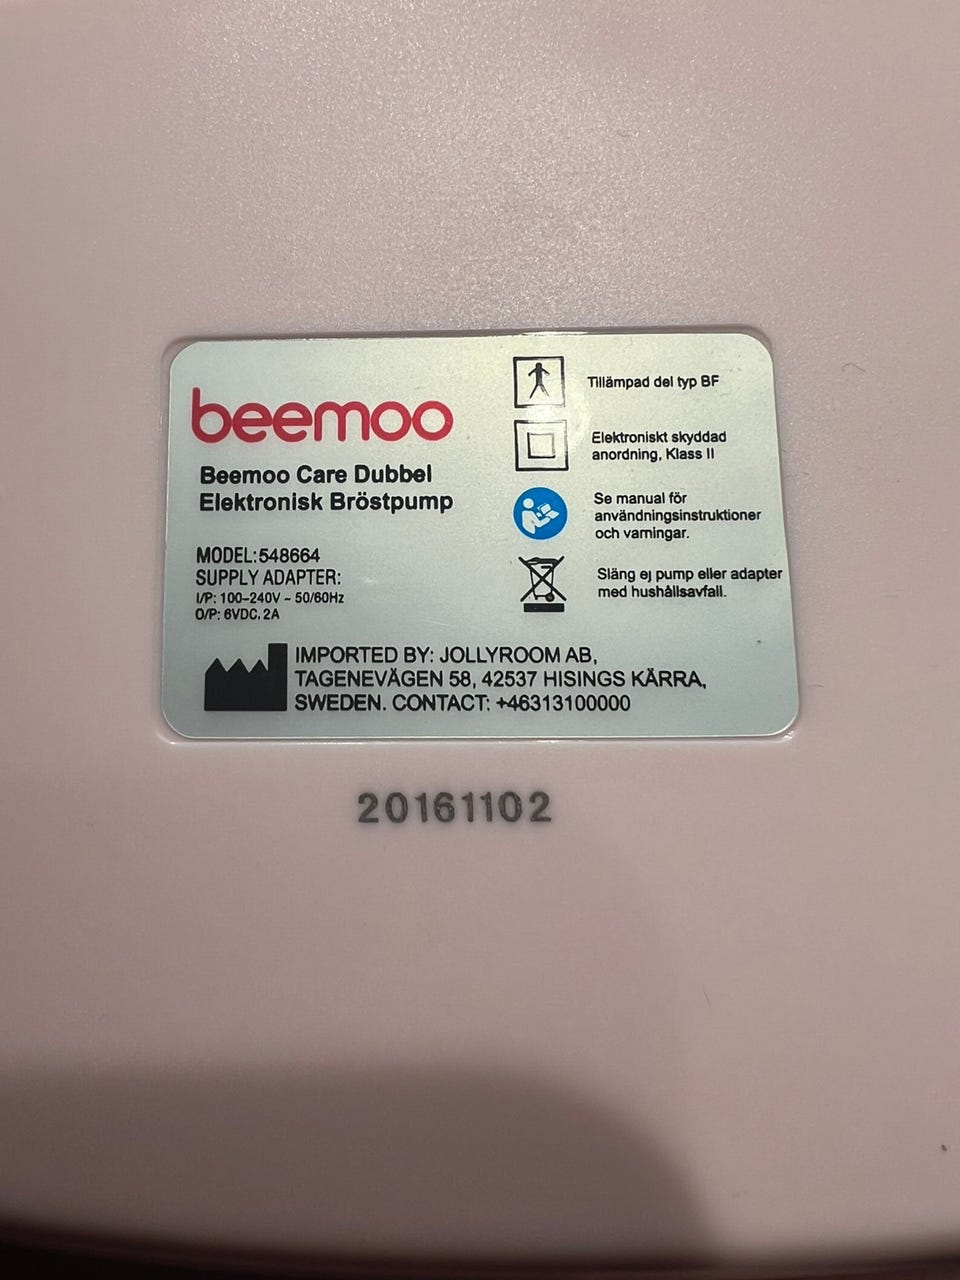 beemoo
Beemoo Care Dubbel
Elektronisk Bröstpump
MODEL:548664
SUPPLY ADAPTER:
I/P: 100-240V ~ 50/60Hz
O/P: 6VDC, 2A
Tillämpad del typ BF
Elektroniskt skyddad
anordning, Klass II
Se manual för
användningsinstruktioner
och varningar.
Släng ej pump eller adapter
med hushållsavfall.
IMPORTED BY: JOLLYROOM AB,
TAGENEVÄGEN 58, 42537 HISINGS KÄRRA,
SWEDEN. CONTACT: +46313100000
20161102